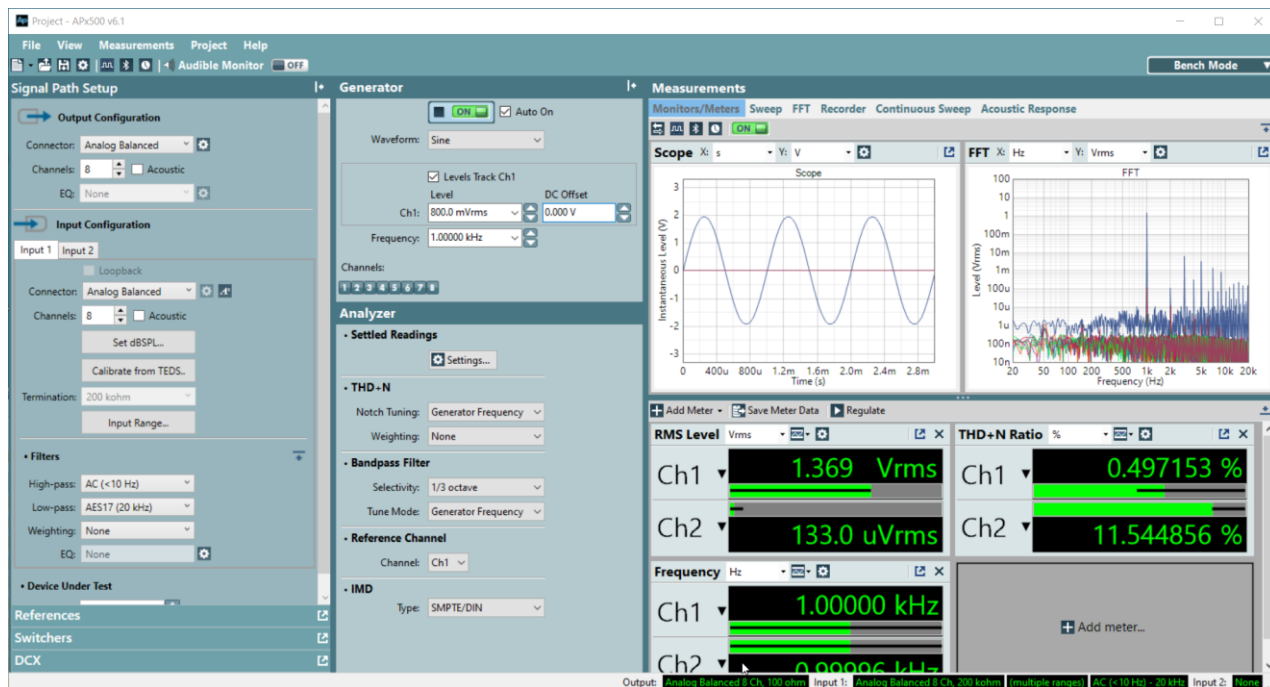 Project - APx500 v6.1
File View Measurements Project Help
Audible Monitor OFF
Bench Mode
Signal Path Setup
Output Configuration
Connector: Analog Balanced
Channels: 8 Acoustic
EQ: None
Input Configuration
Input 1 Input 2
Loopback
Connector: Analog Balanced
Channels: 8 Acoustic
Set dBSPL...
Calibrate from TEDS..
Termination: 200 kohm
Input Range...
Filters
High-pass: AC (<10 Hz)
Low-pass: AES17 (20 kHz)
Weighting: None
EQ: None
Device Under Test
References
Switchers
DCX
Generator
ON Auto On
Waveform: Sine
Levels Track Ch1
Level DC Offset
Ch1: 800.0 mVrms 0.000 V
Frequency: 1.00000 kHz
Channels:
1 2 3 4 5 6 7 8
Analyzer
Settled Readings
Settings...
THD+N
Notch Tuning: Generator Frequency
Weighting: None
Bandpass Filter
Selectivity: 1/3 octave
Tune Mode: Generator Frequency
Reference Channel
Channel: Ch1
IMD
Type: SMPTE/DIN
Measurements
Monitors/Meters Sweep FFT Recorder Continuous Sweep Acoustic Response
ON
Scope X: s Y: V
Scope
Instantaneous Level (V)
3
2
1
0
-1
-2
-3
0 400u 800u 1.2m 1.6m 2.0m 2.4m 2.8m
Time (s)
FFT X: Hz Y: Vrms
FFT
Level (Vrms)
100
10
1
100m
10m
1m
100u
10u
1u
100n
10n
20 50 100 200 500 1k 2k 5k 10k 20k
Frequency (Hz)
Add Meter Save Meter Data Regulate
RMS Level Vrms
Ch1 1.369 Vrms
Ch2 133.0 uVrms
THD+N Ratio %
Ch1 0.497153 %
Ch2 11.544856 %
Frequency Hz
Ch1 1.00000 kHz
Ch2 0.99996 kHz
Add meter...
Output: Analog Balanced 8 Ch, 100 ohm Input 1: Analog Balanced 8 Ch, 200 kohm (multiple ranges) AC (<10 Hz) - 20 kHz Input 2: None